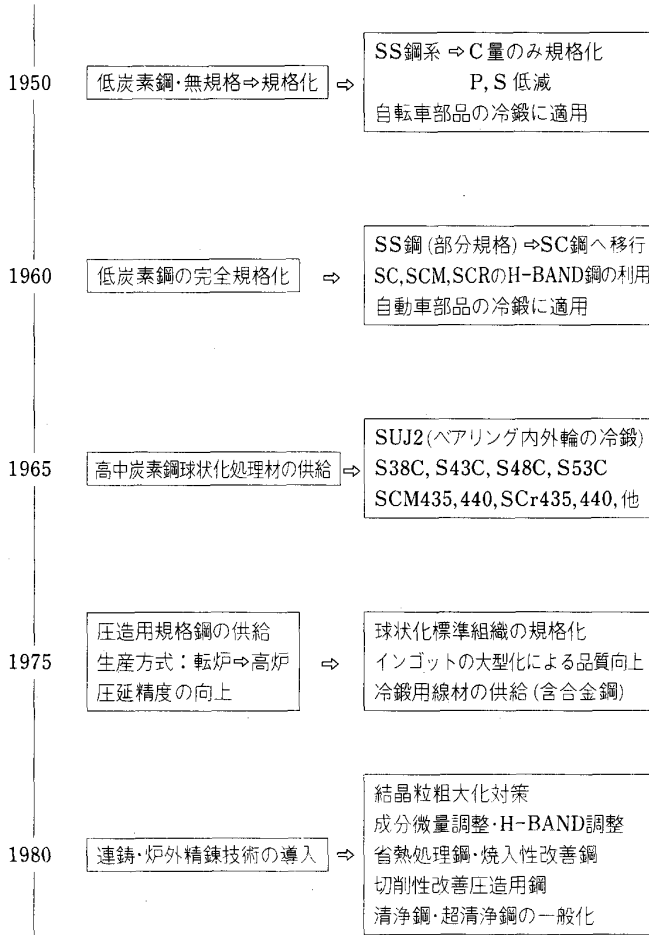 1950
低炭素鋼・無規格⇒規格化 ⇨
SS鋼系⇒C量のみ規格化
P, S 低減
自転車部品の冷鍛に適用
1960
低炭素鋼の完全規格化 ⇨
SS鋼(部分規格)⇒SC鋼へ移行
SC,SCM,SCRのH-BAND鋼の利用
自動車部品の冷鍛に適用
1965
高中炭素鋼球状化処理材の供給 ⇨
SUJ2(ベアリング内外輪の冷鍛)
S38C, S43C, S48C, S53C
SCM435,440,SCr435,440,他
1975
圧造用規格鋼の供給
生産方式：転炉⇒高炉
圧延精度の向上
⇨
球状化標準組織の規格化
インゴットの大型化による品質向上
冷鍛用線材の供給(含合金鋼)
1980
連鋳・炉外精錬技術の導入 ⇨
結晶粒粗大化対策
成分微量調整・H-BAND調整
省熱処理鋼・焼入性改善鋼
切削性改善圧造用鋼
清浄鋼・超清浄鋼の一般化